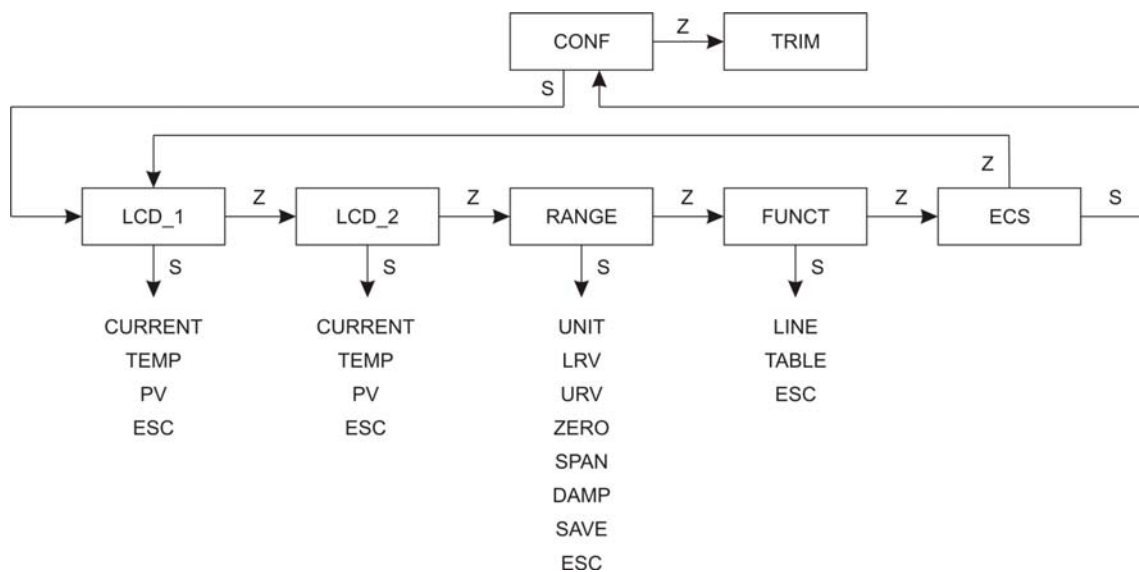 CONF
Z
TRIM
S
Z
LCD_1
Z
LCD_2
Z
RANGE
Z
FUNCT
Z
ECS
S
S
S
S
S
CURRENT
TEMP
PV
ESC
CURRENT
TEMP
PV
ESC
UNIT
LRV
URV
ZERO
SPAN
DAMP
SAVE
ESC
LINE
TABLE
ESC